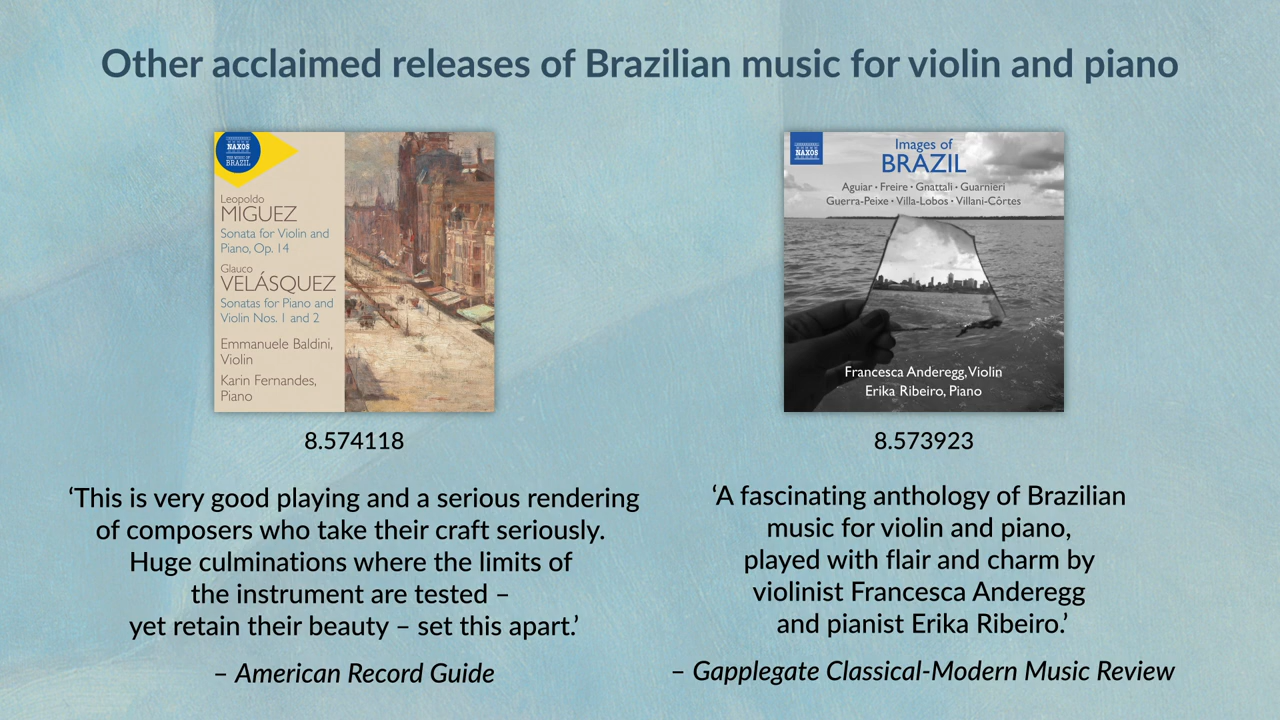 Other acclaimed releases of Brazilian music for violin and piano
NAXOS
THE MUSIC OF
BRAZIL
Leopoldo
MIGUEZ
Sonata for Violin and
Piano, Op. 14
Glauco
VELÁSQUEZ
Sonatas for Piano and
Violin Nos. 1 and 2
Emmanuele Baldini,
Violin
Karin Fernandes,
Piano
8.574118
‘This is very good playing and a serious rendering
of composers who take their craft seriously.
Huge culminations where the limits of
the instrument are tested –
yet retain their beauty – set this apart.’
– American Record Guide
NAXOS
Images of
BRAZIL
Aguiar • Freire • Gnattali • Guarnieri
Guerra-Peixe • Villa-Lobos • Villani-Côrtes
Francesca Anderegg, Violin
Erika Ribeiro, Piano
8.573923
‘A fascinating anthology of Brazilian
music for violin and piano,
played with flair and charm by
violinist Francesca Anderegg
and pianist Erika Ribeiro.’
– Gapplegate Classical-Modern Music Review